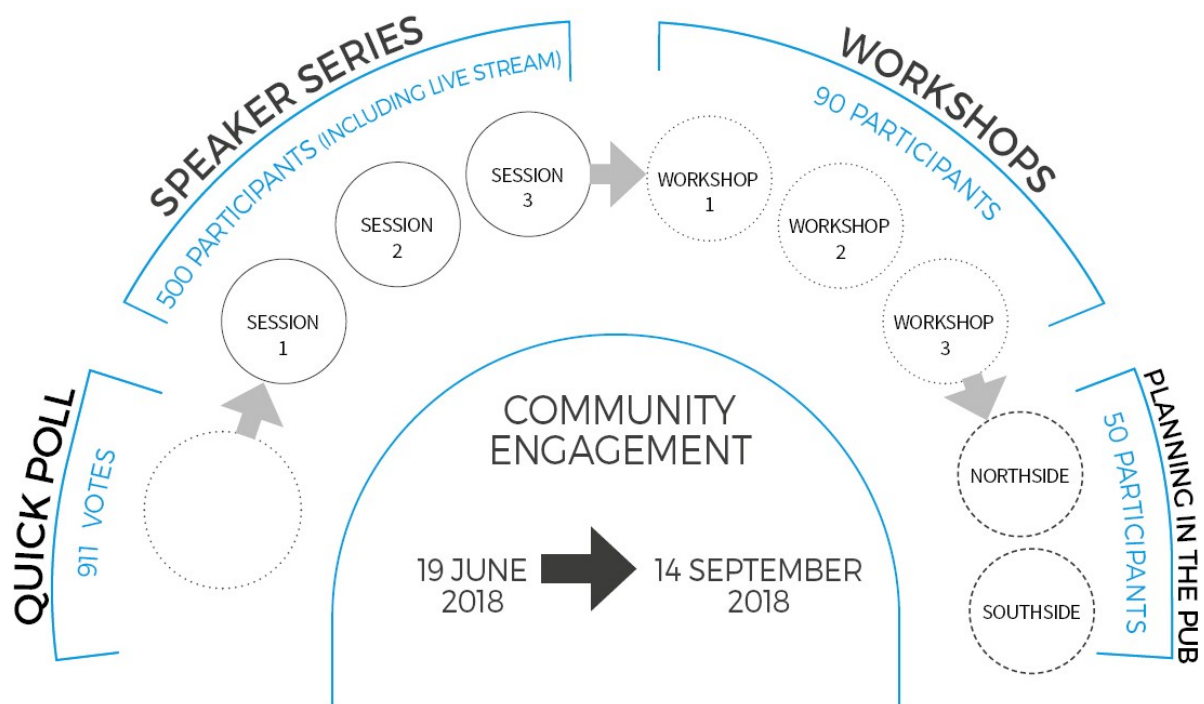 QUICK POLL
911 VOTES
SPEAKER SERIES
500 PARTICIPANTS (INCLUDING LIVE STREAM)
SESSION
1
SESSION
2
SESSION
3
WORKSHOPS
90 PARTICIPANTS
WORKSHOP
1
WORKSHOP
2
WORKSHOP
3
PLANNING IN THE PUB
50 PARTICIPANTS
NORTHSIDE
SOUTHSIDE
COMMUNITY
ENGAGEMENT
19 JUNE
2018
14 SEPTEMBER
2018